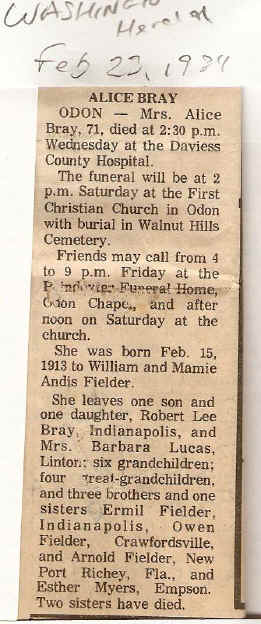 WASHINGTON
Herald
Feb 23, 1984
ALICE BRAY
ODON — Mrs. Alice
Bray, 71, died at 2:30 p.m.
Wednesday at the Daviess
County Hospital.
The funeral will be at 2
p.m. Saturday at the First
Christian Church in Odon
with burial in Walnut Hills
Cemetery.
Friends may call from 4
to 9 p.m. Friday at the
Poindexter Funeral Home,
Odon Chapel, and after
noon on Saturday at the
church.
She was born Feb. 15,
1913 to William and Mamie
Andis Fielder.
She leaves one son and
one daughter, Robert Lee
Bray, Indianapolis, and
Mrs. Barbara Lucas,
Linton; six grandchildren;
four great-grandchildren,
and three brothers and one
sisters Ermil Fielder,
Indianapolis, Owen
Fielder, Crawfordsville,
and Arnold Fielder, New
Port Richey, Fla., and
Esther Myers, Empson.
Two sisters have died.